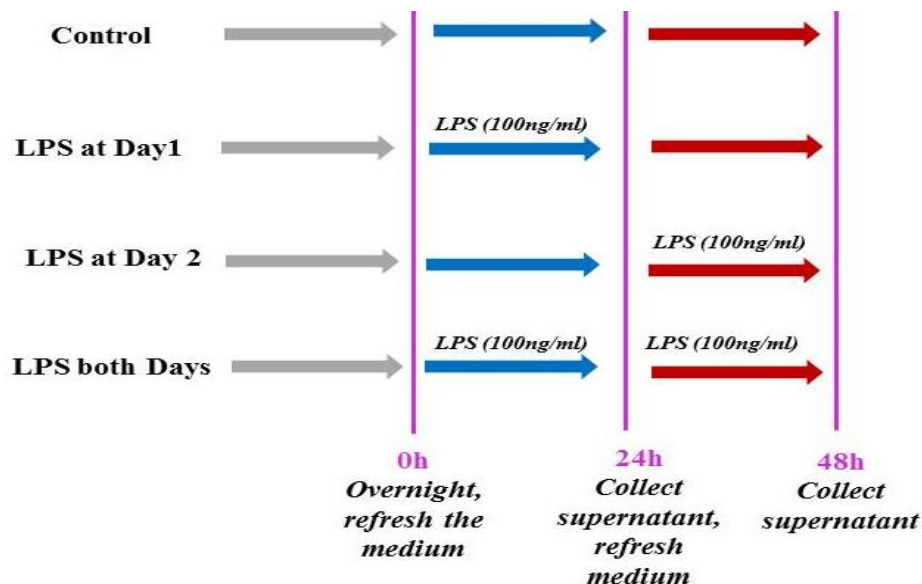 Control
LPS (100ng/ml)
LPS at Day1
LPS at Day 2
LPS (100ng/ml)
LPS (100ng/ml)
LPS (100ng/ml)
LPS both Days
0h
Overnight,
refresh the
medium
24h
Collect
supernatant,
refresh
medium
48h
Collect
supernatant